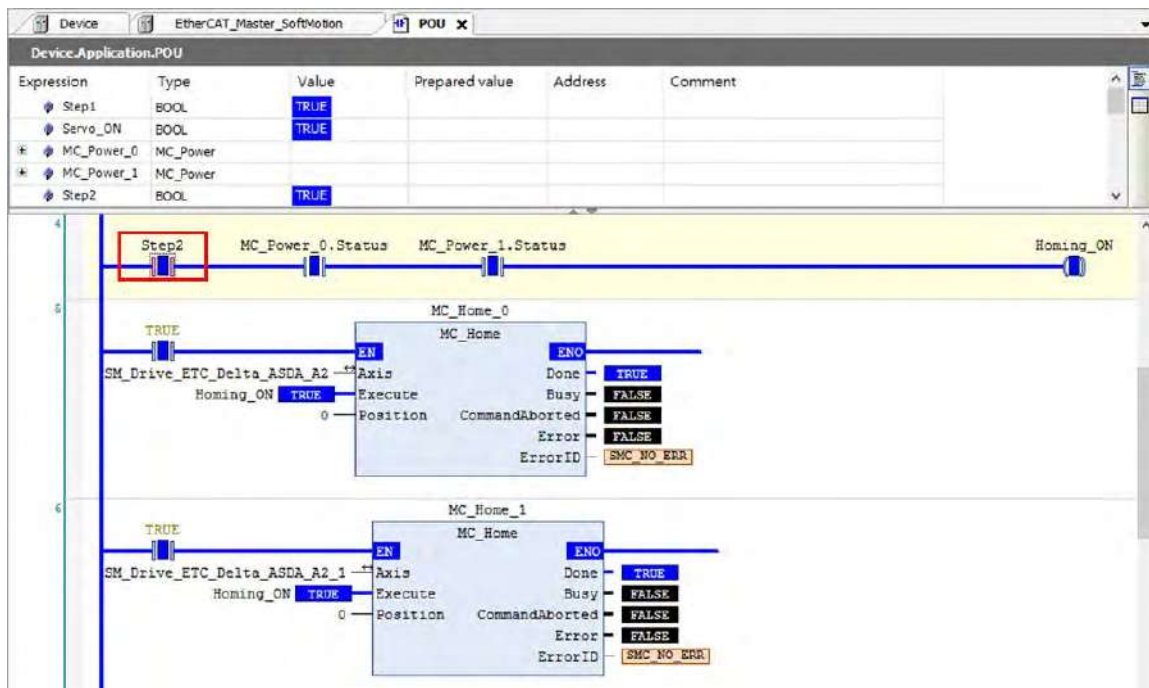 Device EtherCAT_Master_SoftMotion POU X
Device.Application.POU
Expression Type Value Prepared value Address Comment
Step1 BOOL TRUE
Servo_ON BOOL TRUE
MC_Power_0 MC_Power
MC_Power_1 MC_Power
Step2 BOOL TRUE
4
Step2 MC_Power_0.Status MC_Power_1.Status Homing_ON
MC_Home_0
TRUE MC_Home
EN ENO
SM_Drive_ETC_Delta_ASDA_A2 Axis Done TRUE
Homing_ON TRUE Execute Busy FALSE
0 Position CommandAborted FALSE
Error FALSE
ErrorID SMC_NO_ERR
6
MC_Home_1
TRUE MC_Home
EN ENO
SM_Drive_ETC_Delta_ASDA_A2_1 Axis Done TRUE
Homing_ON TRUE Execute Busy FALSE
0 Position CommandAborted FALSE
Error FALSE
ErrorID SMC_NO_ERR